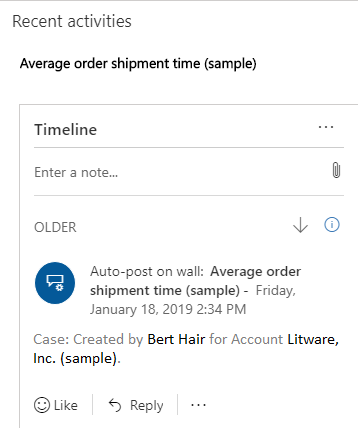 Recent activities
Average order shipment time (sample)
Timeline
Enter a note...
OLDER
Auto-post on wall: Average order
shipment time (sample) - Friday,
January 18, 2019 2:34 PM
Case: Created by Bert Hair for Account Litware,
Inc. (sample).
Like Reply